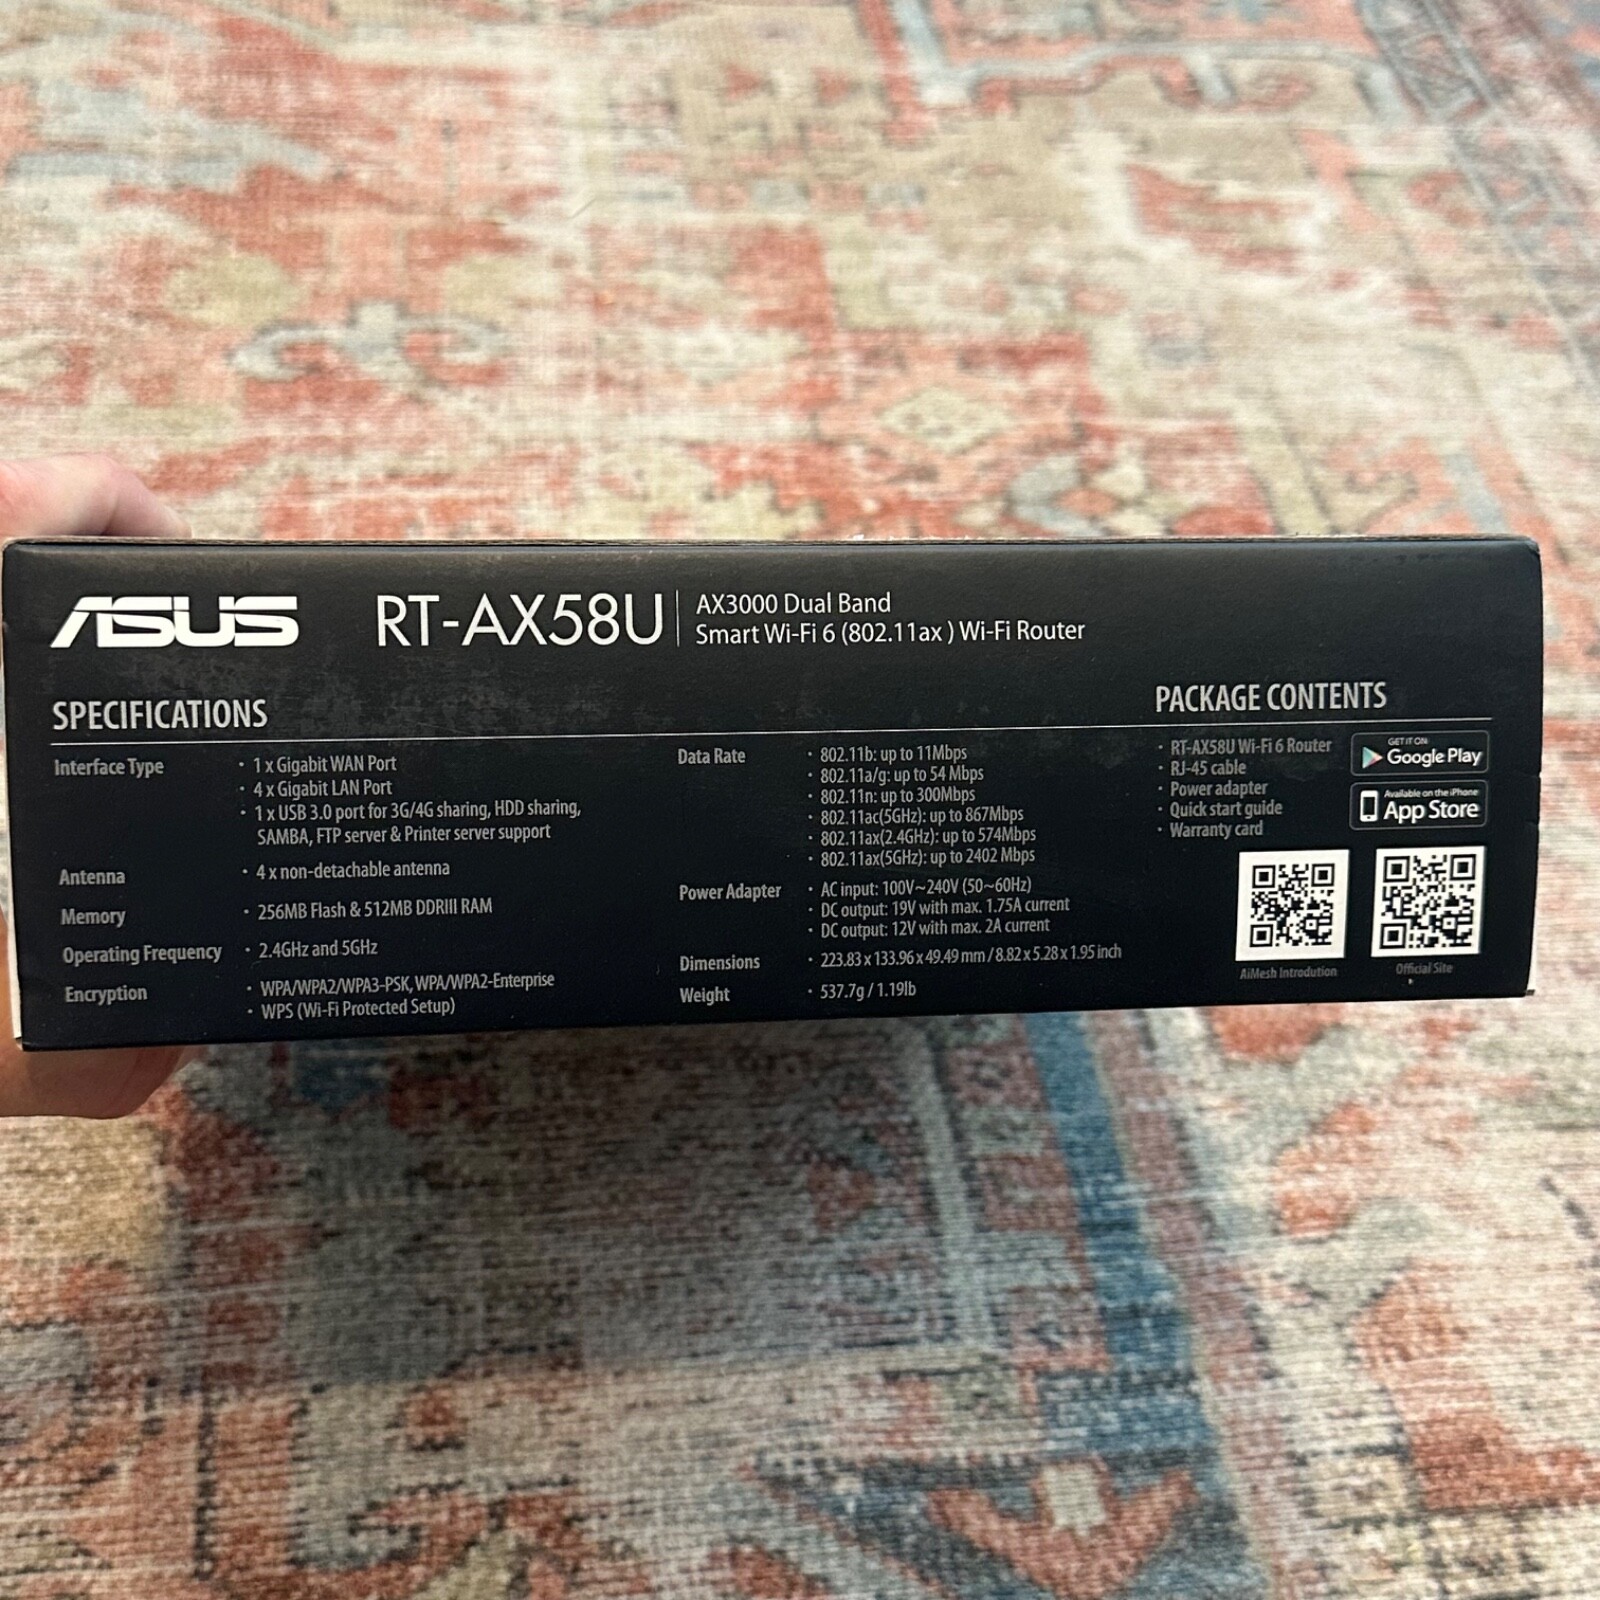 ASUS RT-AX58U
AX3000 Dual Band
Smart Wi-Fi 6 (802.11ax ) Wi-Fi Router
SPECIFICATIONS
Interface Type
· 1 x Gigabit WAN Port
· 4 x Gigabit LAN Port
· 1 x USB 3.0 port for 3G/4G sharing, HDD sharing,
SAMBA, FTP server & Printer server support
Antenna · 4 x non-detachable antenna
Memory · 256MB Flash & 512MB DDRIII RAM
Operating Frequency · 2.4GHz and 5GHz
Encryption · WPA/WPA2/WPA3-PSK, WPA/WPA2-Enterprise
· WPS (Wi-Fi Protected Setup)
Data Rate · 802.11b: up to 11Mbps
· 802.11a/g: up to 54 Mbps
· 802.11n: up to 300Mbps
· 802.11ac(5GHz): up to 867Mbps
· 802.11ax(2.4GHz): up to 574Mbps
· 802.11ax(5GHz): up to 2402 Mbps
Power Adapter · AC input: 100V~240V (50~60Hz)
· DC output: 19V with max. 1.75A current
· DC output: 12V with max. 2A current
Dimensions · 223.83 x 133.96 x 49.49 mm / 8.82 x 5.28 x 1.95 inch
Weight · 537.7g / 1.19lb
PACKAGE CONTENTS
· RT-AX58U Wi-Fi 6 Router
· RJ-45 cable
· Power adapter
· Quick start guide
· Warranty card
GET IT ON
Google Play
Available on the iPhone
App Store
AiMesh Introdution
Official Site